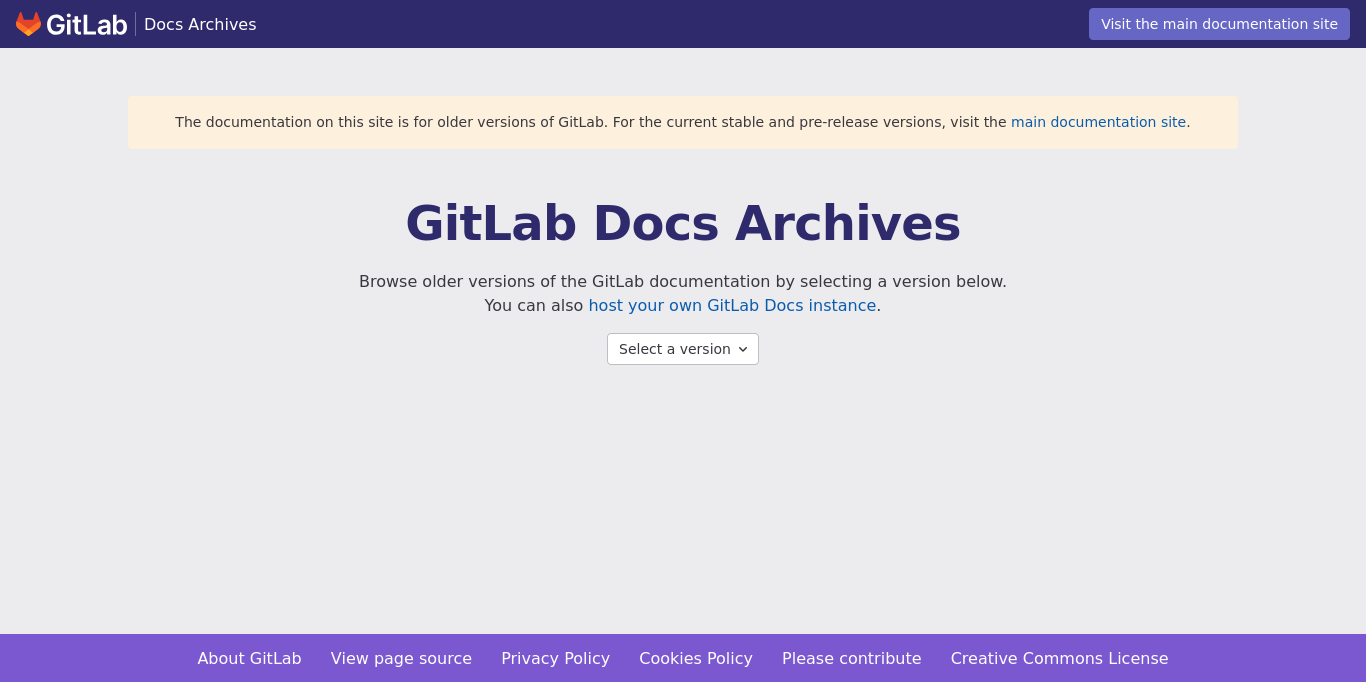 GitLab Docs Archives Visit the main documentation site
The documentation on this site is for older versions of GitLab. For the current stable and pre-release versions, visit the main documentation site.
GitLab Docs Archives
Browse older versions of the GitLab documentation by selecting a version below.
You can also host your own GitLab Docs instance.
Select a version
About GitLab View page source Privacy Policy Cookies Policy Please contribute Creative Commons License